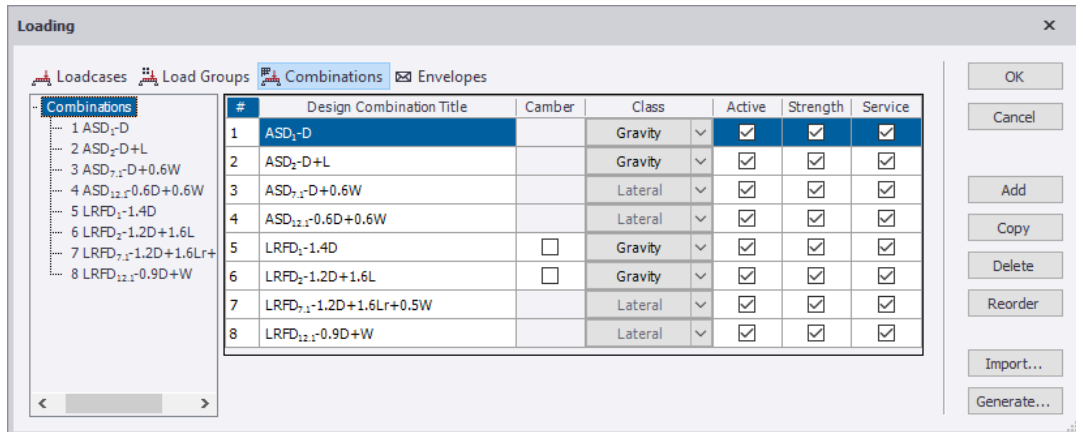 Loading
Loadcases Load Groups Combinations Envelopes
Combinations
1 ASD₁-D
2 ASD₂-D+L
3 ASD₇.₁-D+0.6W
4 ASD₁₂.₁-0.6D+0.6W
5 LRFD₁-1.4D
6 LRFD₂-1.2D+1.6L
7 LRFD₇.₁-1.2D+1.6Lr+
8 LRFD₁₂.₁-0.9D+W
# Design Combination Title Camber Class Active Strength Service
1 ASD₁-D Gravity
2 ASD₂-D+L Gravity
3 ASD₇.₁-D+0.6W Lateral
4 ASD₁₂.₁-0.6D+0.6W Lateral
5 LRFD₁-1.4D Gravity
6 LRFD₂-1.2D+1.6L Gravity
7 LRFD₇.₁-1.2D+1.6Lr+0.5W Lateral
8 LRFD₁₂.₁-0.9D+W Lateral
OK
Cancel
Add
Copy
Delete
Reorder
Import...
Generate...